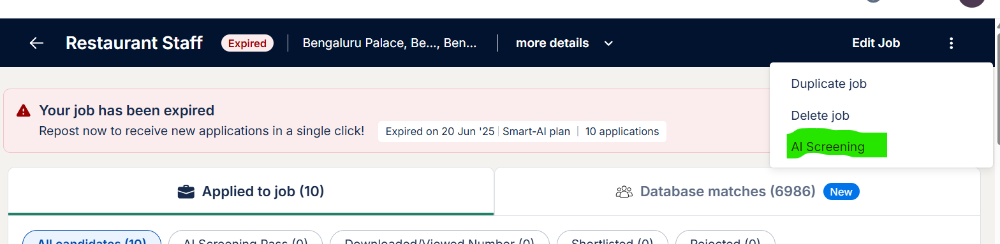 Restaurant Staff Expired Bengaluru Palace, Be..., Ben... more details Edit Job
Duplicate job
Delete job
AI Screening
Your job has been expired
Repost now to receive new applications in a single click! Expired on 20 Jun '25 Smart-AI plan 10 applications
Applied to job (10) Database matches (6986) New
All candidates (10) AI Screening Pass (0) Downloaded/Viewed Number (0) Shortlisted (0) Rejected (0)